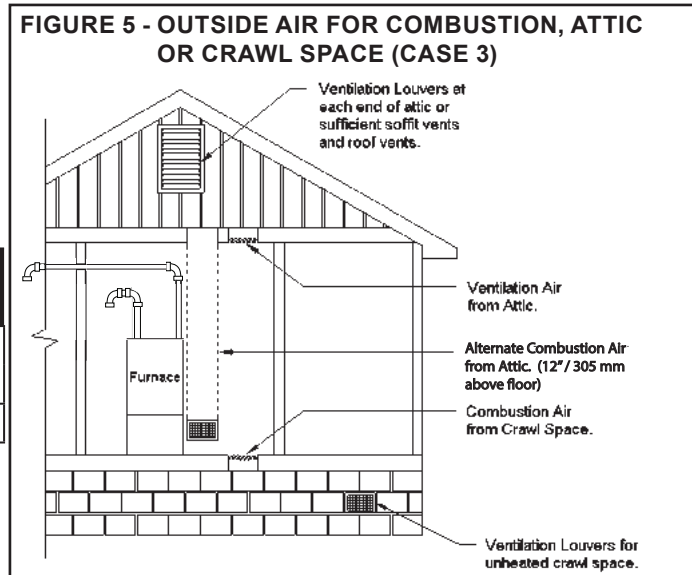 FIGURE 5 - OUTSIDE AIR FOR COMBUSTION, ATTIC
OR CRAWL SPACE (CASE 3)
Ventilation Louvers at
each end of attic or
sufficient soffit vents
and roof vents.
Ventilation Air
from Attic.
Alternate Combustion Air
from Attic. (12"/ 305 mm
above floor)
Furnace
Combustion Air
from Crawl Space.
Ventilation Louvers for
unheated crawl space.